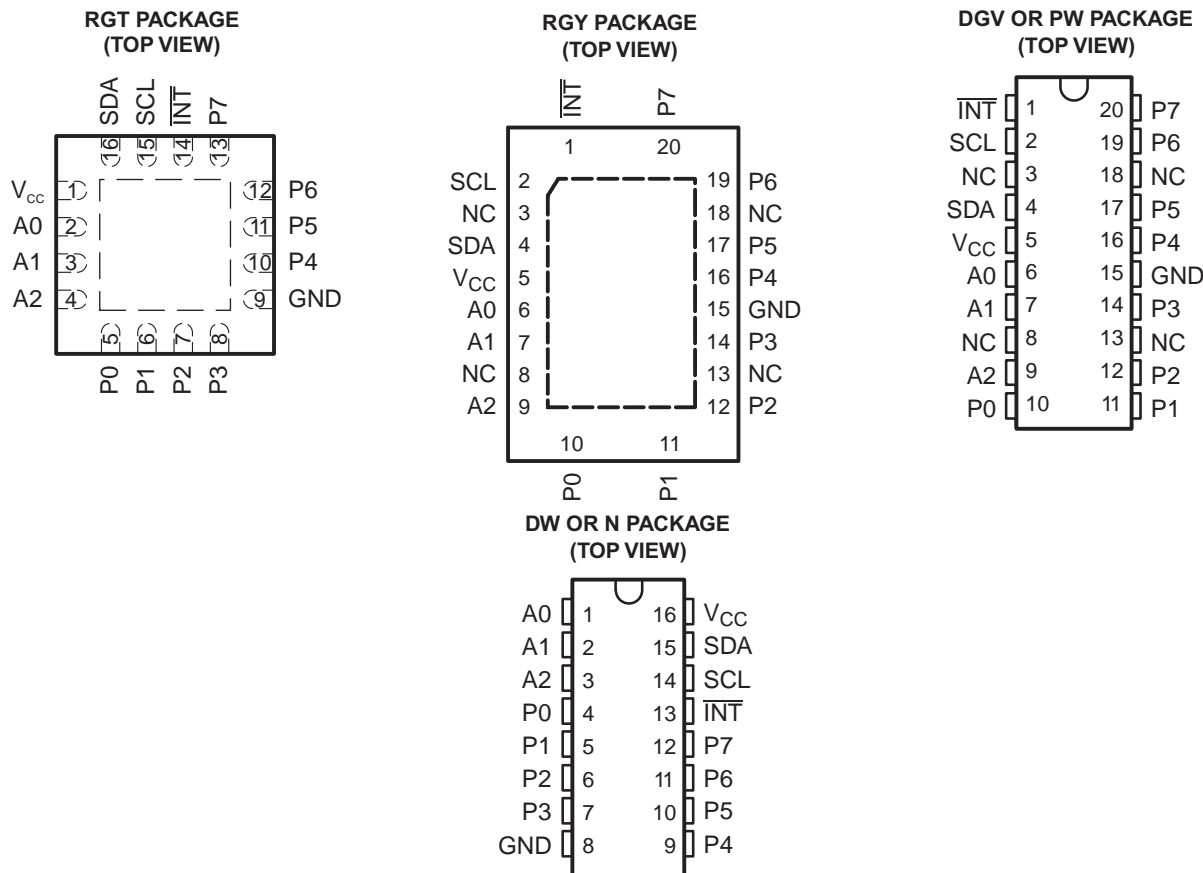 RGT PACKAGE
(TOP VIEW)
SDA SCL INT P7
16 15 14 13
VCC 1 12 P6
A0 2 11 P5
A1 3 10 P4
A2 4 9 GND
5 6 7 8
P0 P1 P2 P3
RGY PACKAGE
(TOP VIEW)
INT P7
1 20
SCL 2 19 P6
NC 3 18 NC
SDA 4 17 P5
VCC 5 16 P4
A0 6 15 GND
A1 7 14 P3
NC 8 13 NC
A2 9 12 P2
10 11
P0 P1
DGV OR PW PACKAGE
(TOP VIEW)
INT 1 20 P7
SCL 2 19 P6
NC 3 18 NC
SDA 4 17 P5
VCC 5 16 P4
A0 6 15 GND
A1 7 14 P3
NC 8 13 NC
A2 9 12 P2
P0 10 11 P1
DW OR N PACKAGE
(TOP VIEW)
A0 1 16 VCC
A1 2 15 SDA
A2 3 14 SCL
P0 4 13 INT
P1 5 12 P7
P2 6 11 P6
P3 7 10 P5
GND 8 9 P4